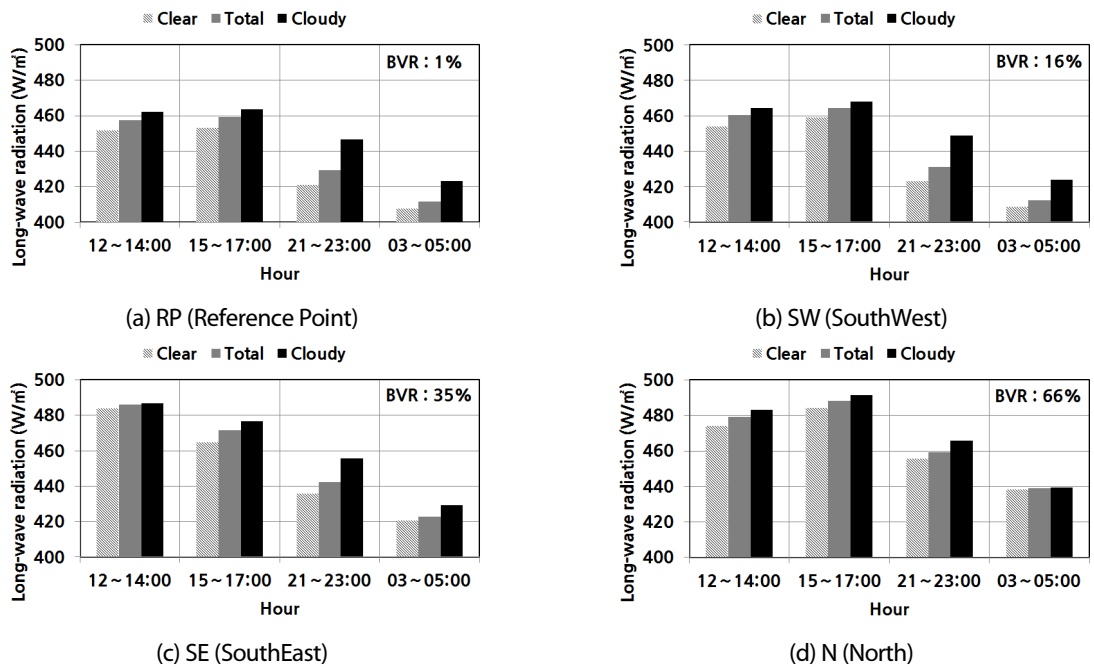 Clear Total Cloudy
Long-wave radiation (W/㎡)
500
480
460
440
420
400
BVR : 1%
12~14:00 15~17:00 21~23:00 03~05:00
Hour
(a) RP (Reference Point)
Clear Total Cloudy
Long-wave radiation (W/㎡)
500
480
460
440
420
400
BVR : 16%
12~14:00 15~17:00 21~23:00 03~05:00
Hour
(b) SW (SouthWest)
Clear Total Cloudy
Long-wave radiation (W/㎡)
500
480
460
440
420
400
BVR : 35%
12~14:00 15~17:00 21~23:00 03~05:00
Hour
(c) SE (SouthEast)
Clear Total Cloudy
Long-wave radiation (W/㎡)
500
480
460
440
420
400
BVR : 66%
12~14:00 15~17:00 21~23:00 03~05:00
Hour
(d) N (North)